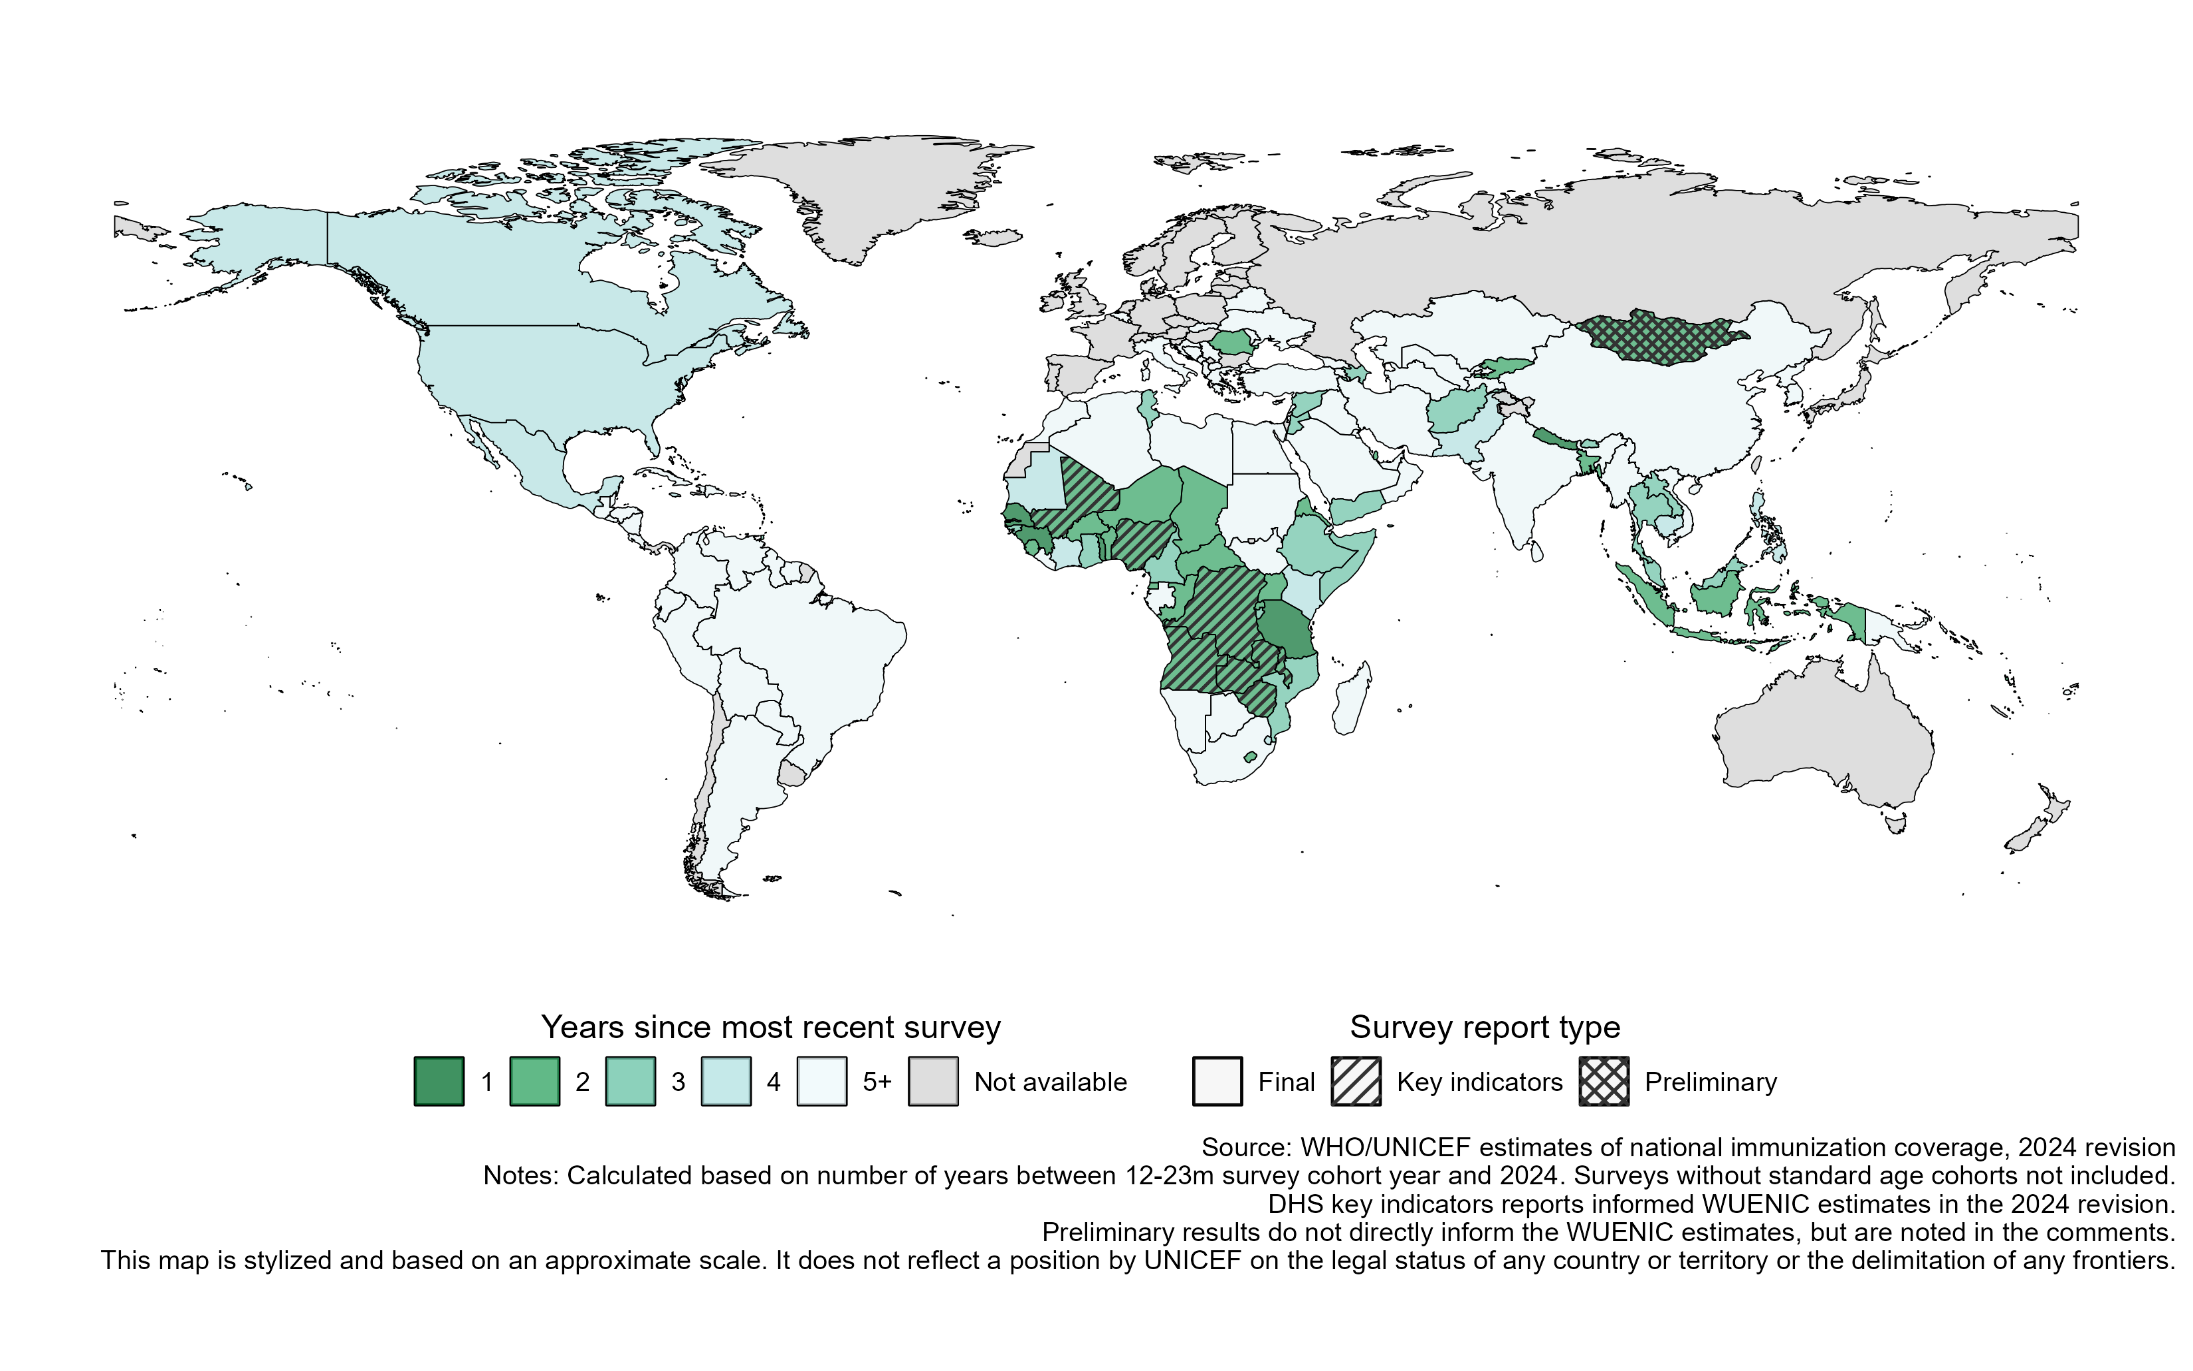 Years since most recent survey
1 2 3 4 5+ Not available
Survey report type
Final Key indicators Preliminary
Source: WHO/UNICEF estimates of national immunization coverage, 2024 revision
Notes: Calculated based on number of years between 12-23m survey cohort year and 2024. Surveys without standard age cohorts not included.
DHS key indicators reports informed WUENIC estimates in the 2024 revision.
Preliminary results do not directly inform the WUENIC estimates, but are noted in the comments.
This map is stylized and based on an approximate scale. It does not reflect a position by UNICEF on the legal status of any country or territory or the delimitation of any frontiers.